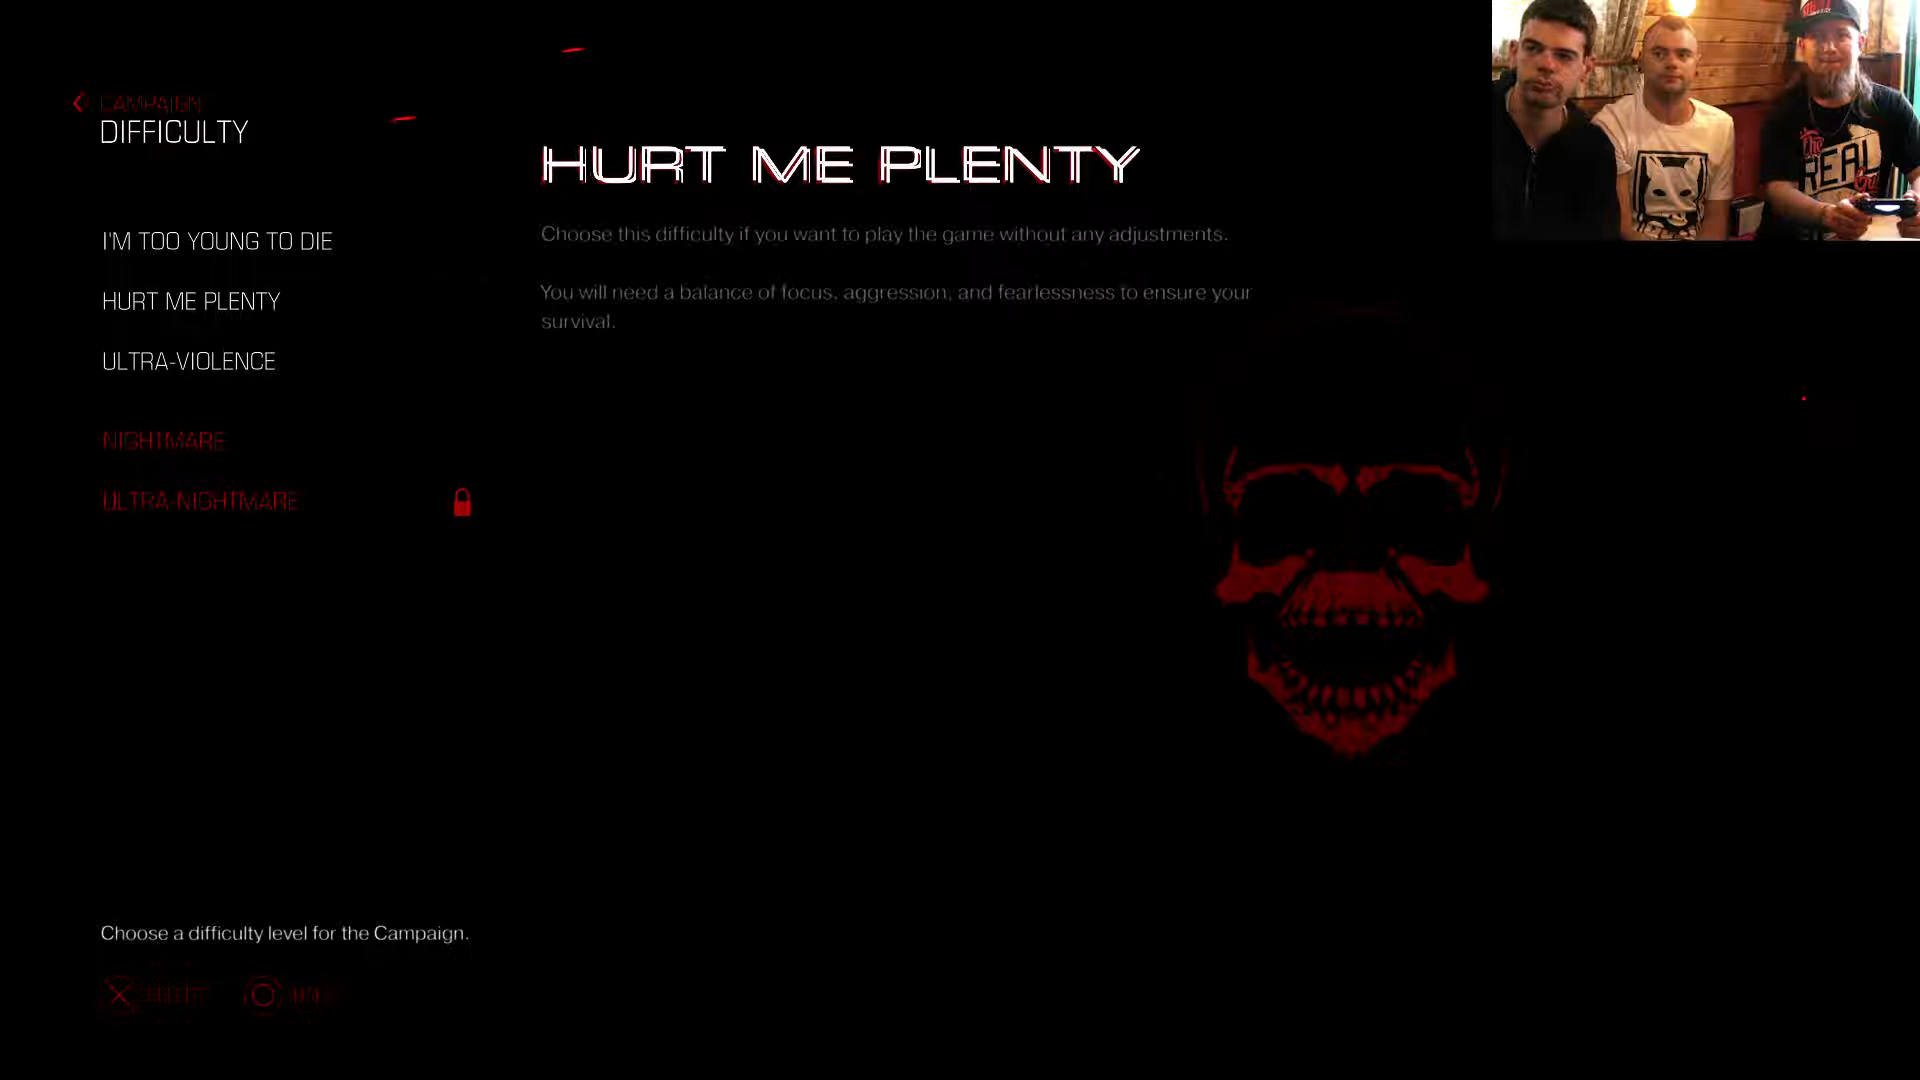 CAMPAIGN
DIFFICULTY
I'M TOO YOUNG TO DIE
HURT ME PLENTY
ULTRA-VIOLENCE
NIGHTMARE
ULTRA-NIGHTMARE
HURT ME PLENTY
Choose this difficulty if you want to play the game without any adjustments.
You will need a balance of focus, aggression, and fearlessness to ensure your
survival.
Choose a difficulty level for the Campaign.
the
REAL